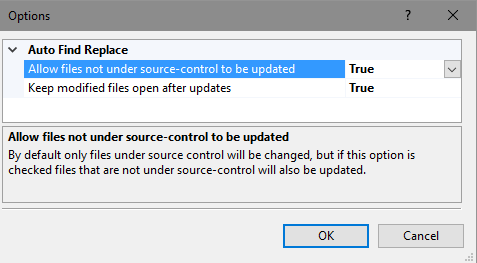 Options
?
Auto Find Replace
Allow files not under source-control to be updated True
Keep modified files open after updates True
Allow files not under source-control to be updated
By default only files under source control will be changed, but if this option is
checked files that are not under source-control will also be updated.
OK Cancel